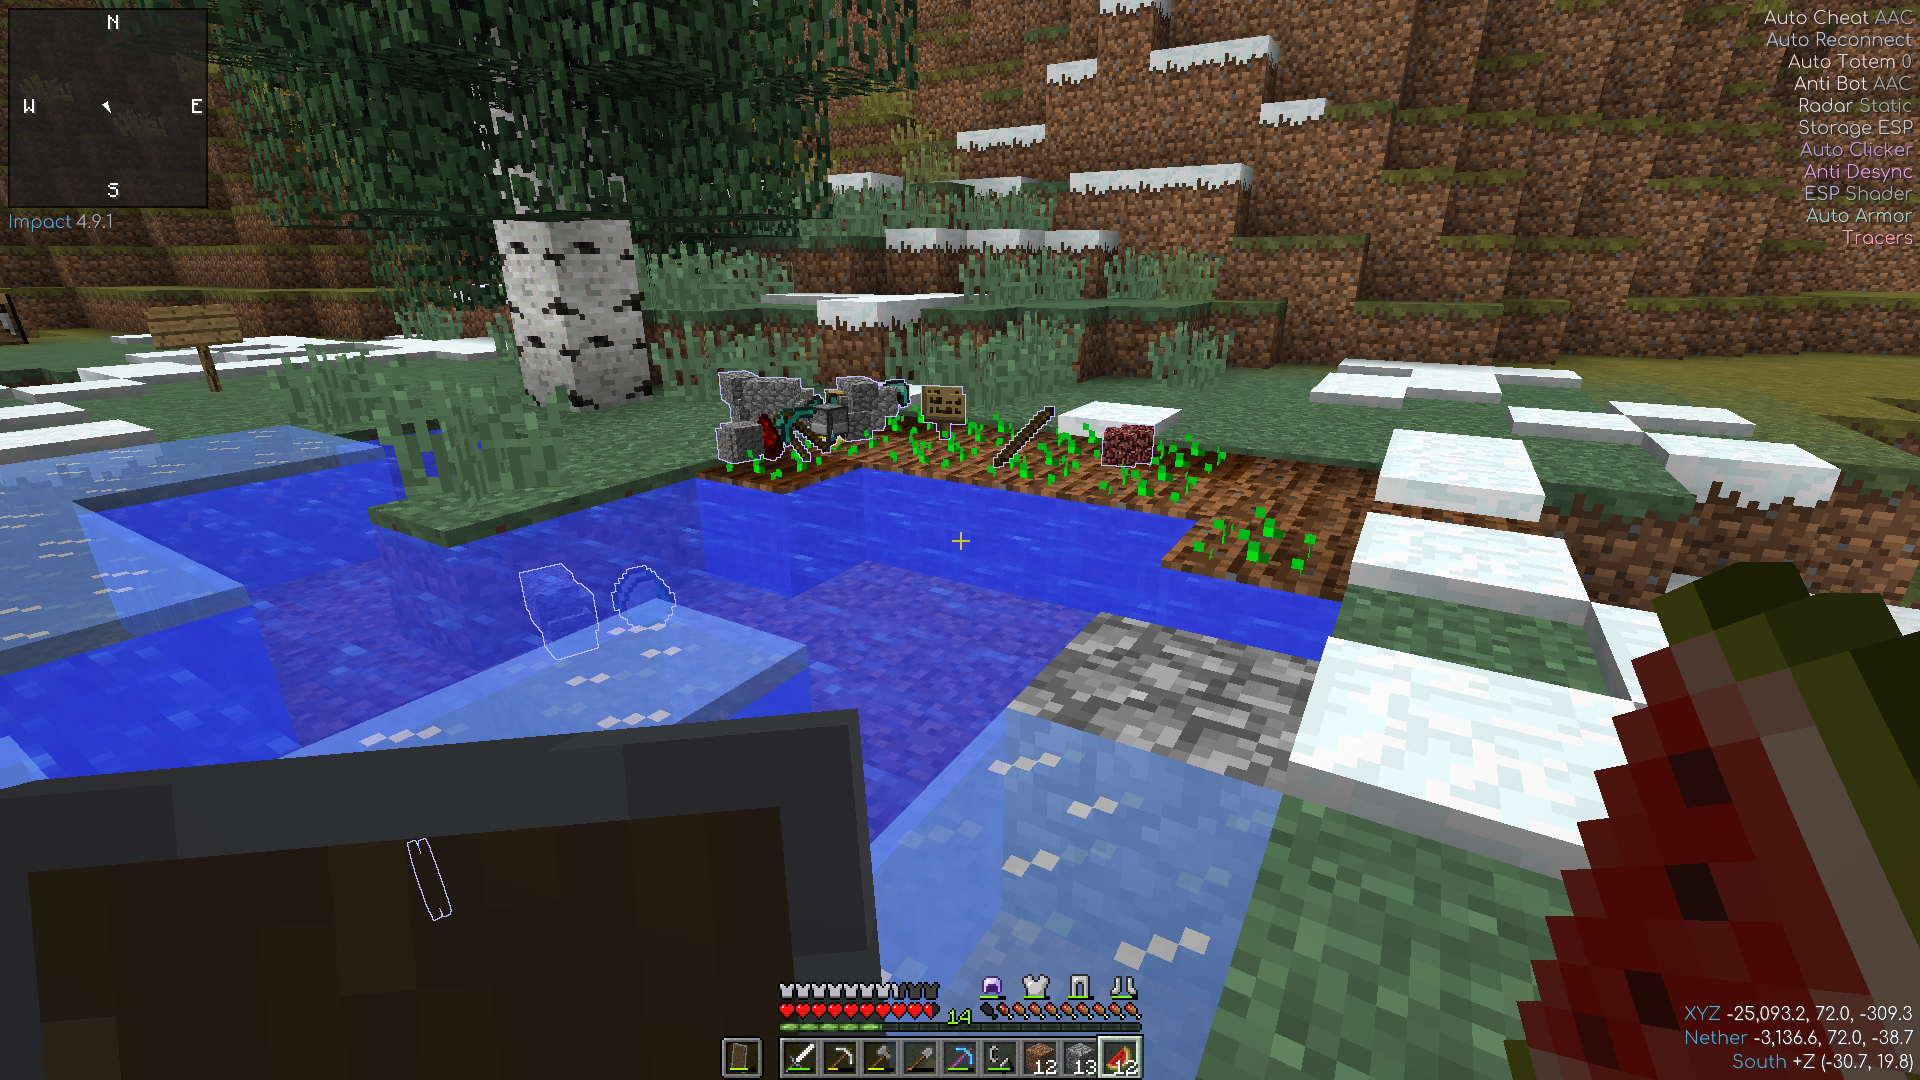 N
W E
S
Impact 4.9.1
Auto Cheat AAC
Auto Reconnect
Auto Totem 0
Anti Bot AAC
Radar Static
Storage ESP
Auto Clicker
Anti Desync
ESP Shader
Auto Armor
Tracers
14
12 13 12
XYZ -25,093.2, 72.0, -309.3
Nether -3,136.6, 72.0, -38.7
South +Z (-30.7, 19.8)